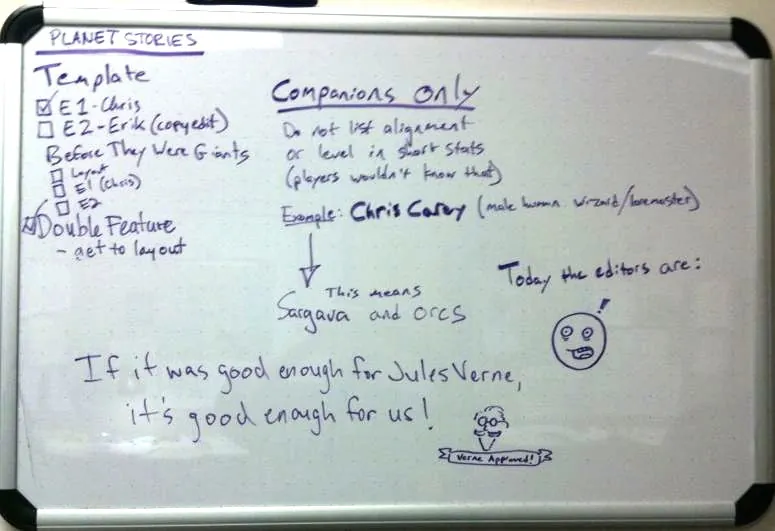 PLANET STORIES
Template
E1-Chris
E2-Erik (copyedit)
Before They Were Giants
Layout
E1 (Chris)
E2
Double Feature
- get to layout
Companions Only
Do not list alignment
or level in short stats
(players wouldn't know that)
Example: Chris Carey (male human wizard/loremaster)
This means
Sargava and orcs
Today the editors are:
!
If it was good enough for Jules Verne,
it's good enough for us!
Verne Approved!